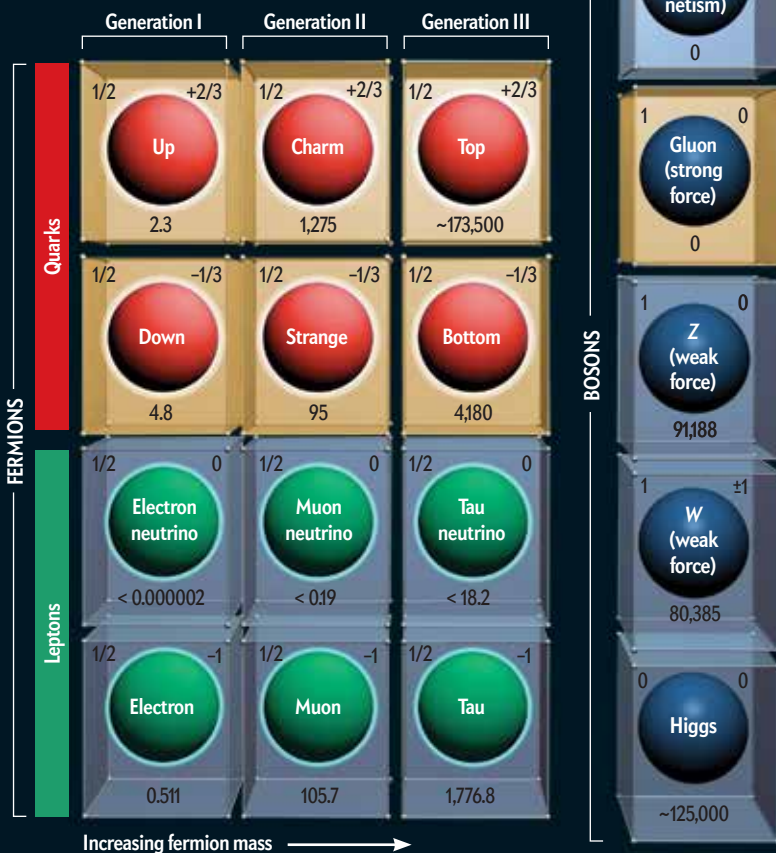 Generation I
Generation II
Generation III
FERMIONS
Quarks
1/2 +2/3
Up
2.3
1/2 +2/3
Charm
1,275
1/2 +2/3
Top
~173,500
1/2 –1/3
Down
4.8
1/2 –1/3
Strange
95
1/2 –1/3
Bottom
4,180
Leptons
1/2 0
Electron
neutrino
< 0.000002
1/2 0
Muon
neutrino
< 0.19
1/2 0
Tau
neutrino
< 18.2
1/2 –1
Electron
0.511
1/2 –1
Muon
105.7
1/2 –1
Tau
1,776.8
Increasing fermion mass
BOSONS
netism)
0
1 0
Gluon
(strong
force)
0
1 0
Z
(weak
force)
91,188
1 ±1
W
(weak
force)
80,385
0 0
Higgs
~125,000